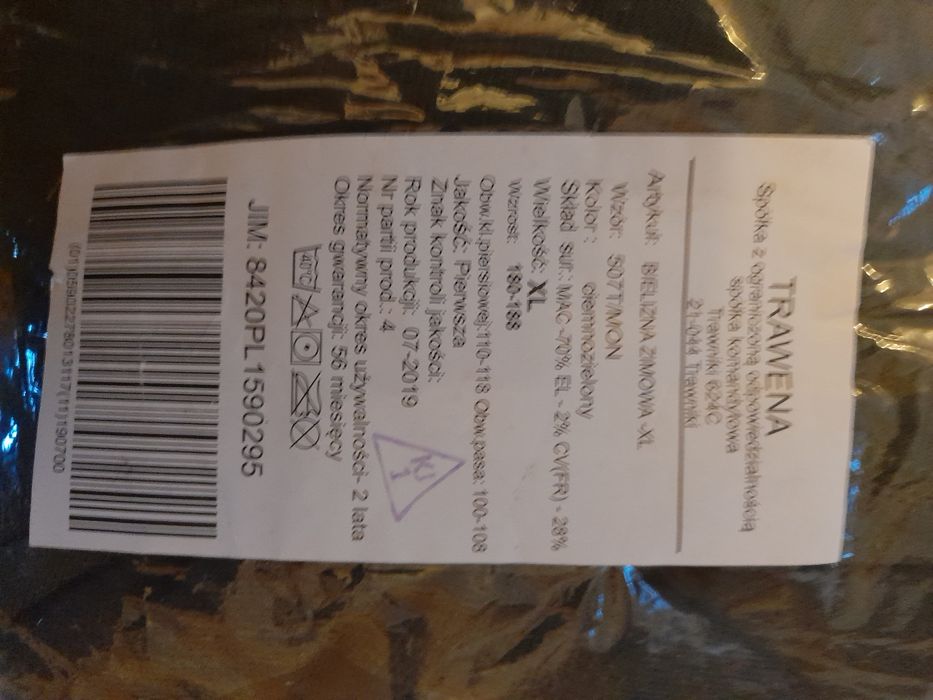 TRAWENA
Spółka z ograniczoną odpowiedzialnością
spółka komandytowa
Trawniki 624C
21-044 Trawniki
Artykuł: BIELIZNA ZIMOWA -XL
Wzór: 507T/MON
Kolor : ciemnozielony
Skład sur.: MAC -70% EL - 2% CV(FR) - 28%
Wielkość: XL
wzrost: 180-188
Obw.kl.piersiowej:110-118 Obw.pasa: 100-108
Jakość: Pierwsza
Znak kontroli jakości:
Rok produkcji: 07-2019
Nr partii prod.: 4
Normatywny okres używalności- 2 lata
Okres gwarancji: 56 miesięcy
KJ
1
40°C
JIM: 8420PL1590295